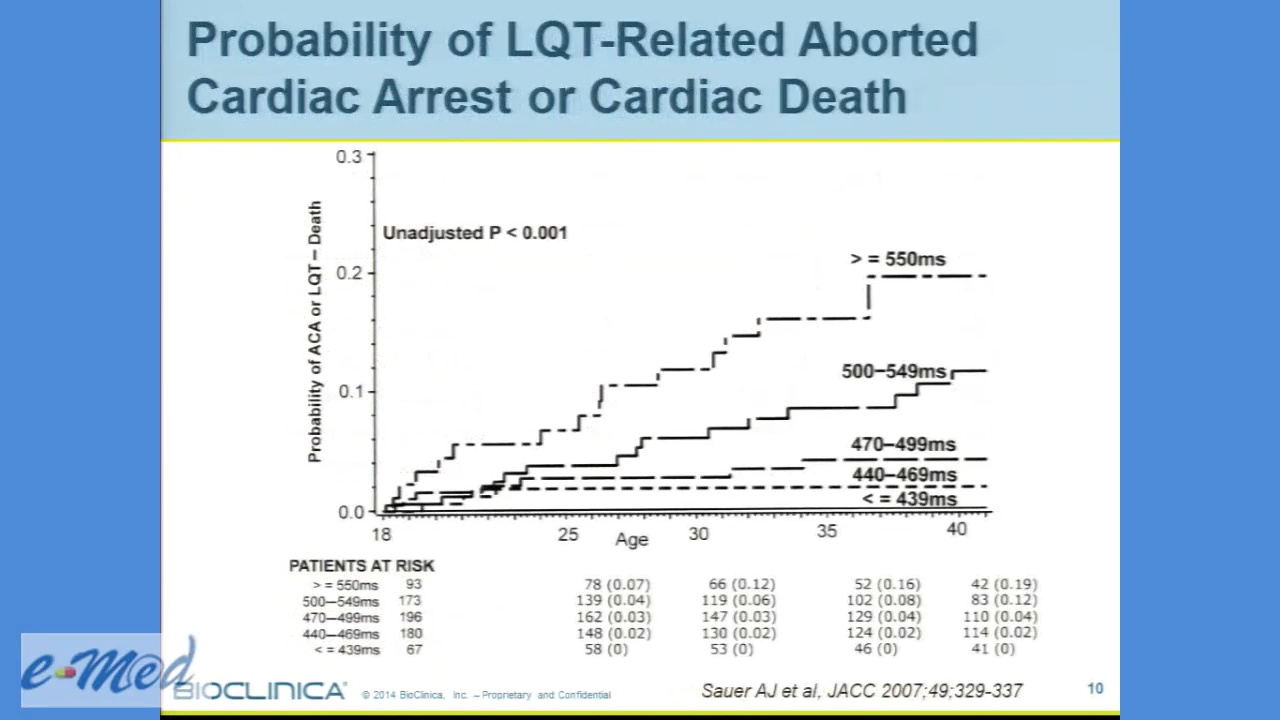 Probability of LQT-Related Aborted
Cardiac Arrest or Cardiac Death
0.3
0.2
0.1
0.0
Probability of ACA or LQT – Death
Unadjusted P < 0.001
> = 550ms
500–549ms
470–499ms
440–469ms
< = 439ms
18 25 30 35 40
Age
PATIENTS AT RISK
> = 550ms 93 78 (0.07) 66 (0.12) 52 (0.16) 42 (0.19)
500–549ms 173 139 (0.04) 119 (0.06) 102 (0.08) 83 (0.12)
470–499ms 196 162 (0.03) 147 (0.03) 129 (0.04) 110 (0.04)
440–469ms 180 148 (0.02) 130 (0.02) 124 (0.02) 114 (0.02)
< = 439ms 67 58 (0) 53 (0) 46 (0) 41 (0)
e-Med
BIOCLINICA® © 2014 BioClinica, Inc. – Proprietary and Confidential
Sauer AJ et al, JACC 2007;49:329-337
10